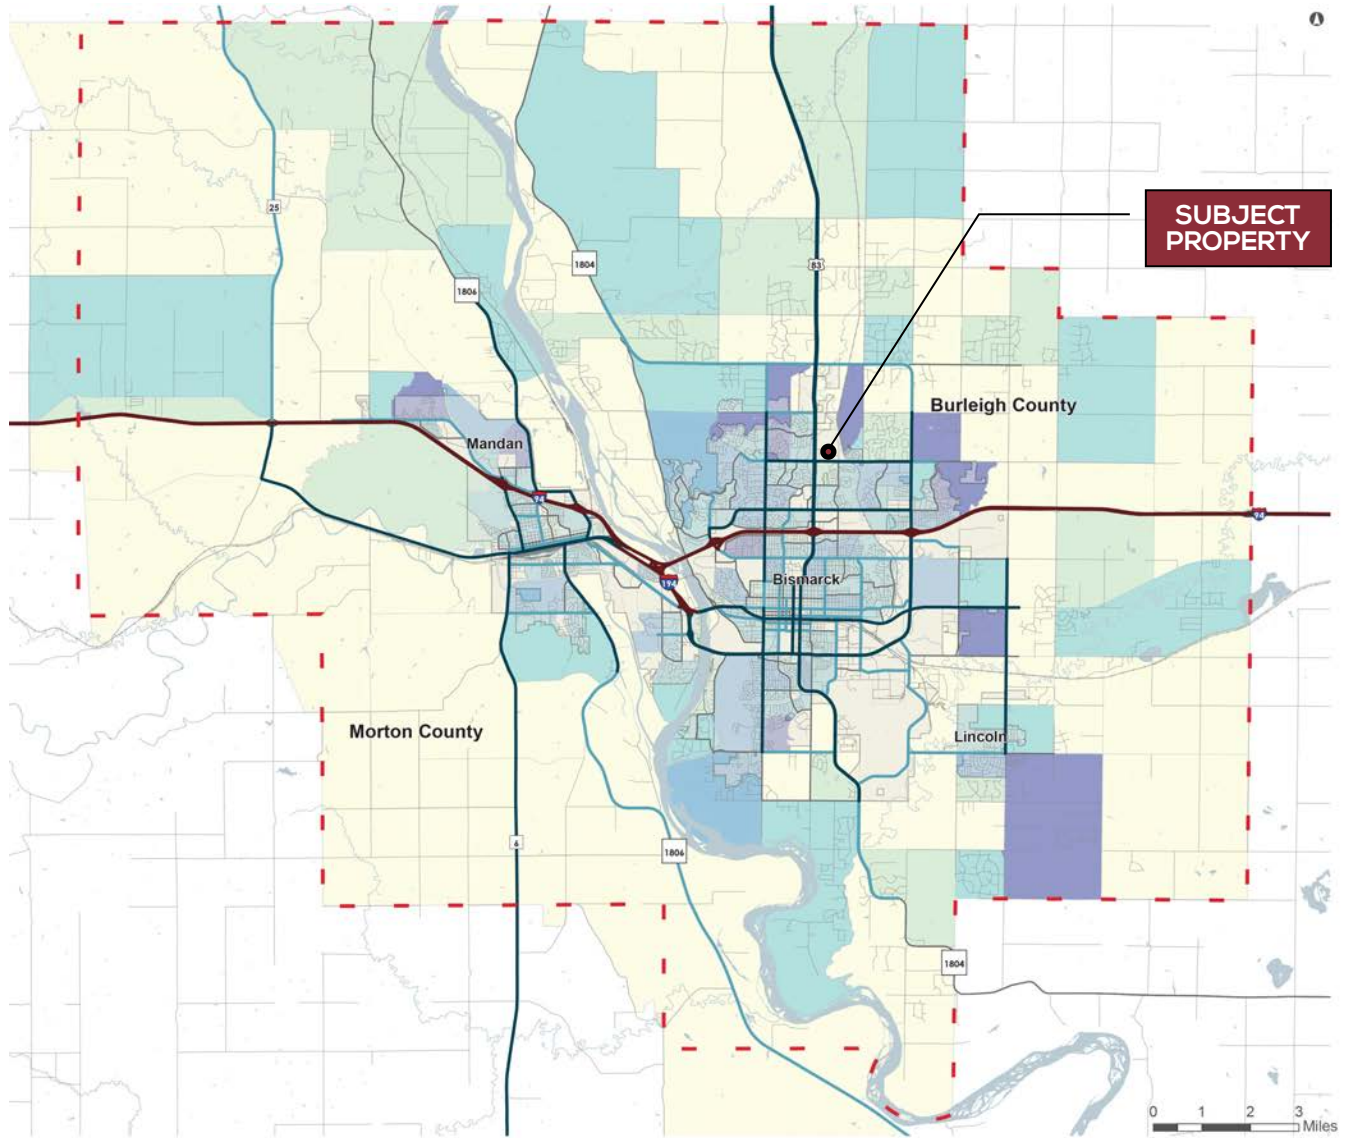 SUBJECT
PROPERTY
25
1804
83
1806
Burleigh County
Mandan
94
94
194
Bismarck
Morton County
Lincoln
6
1806
1804
0 1 2 3
Miles